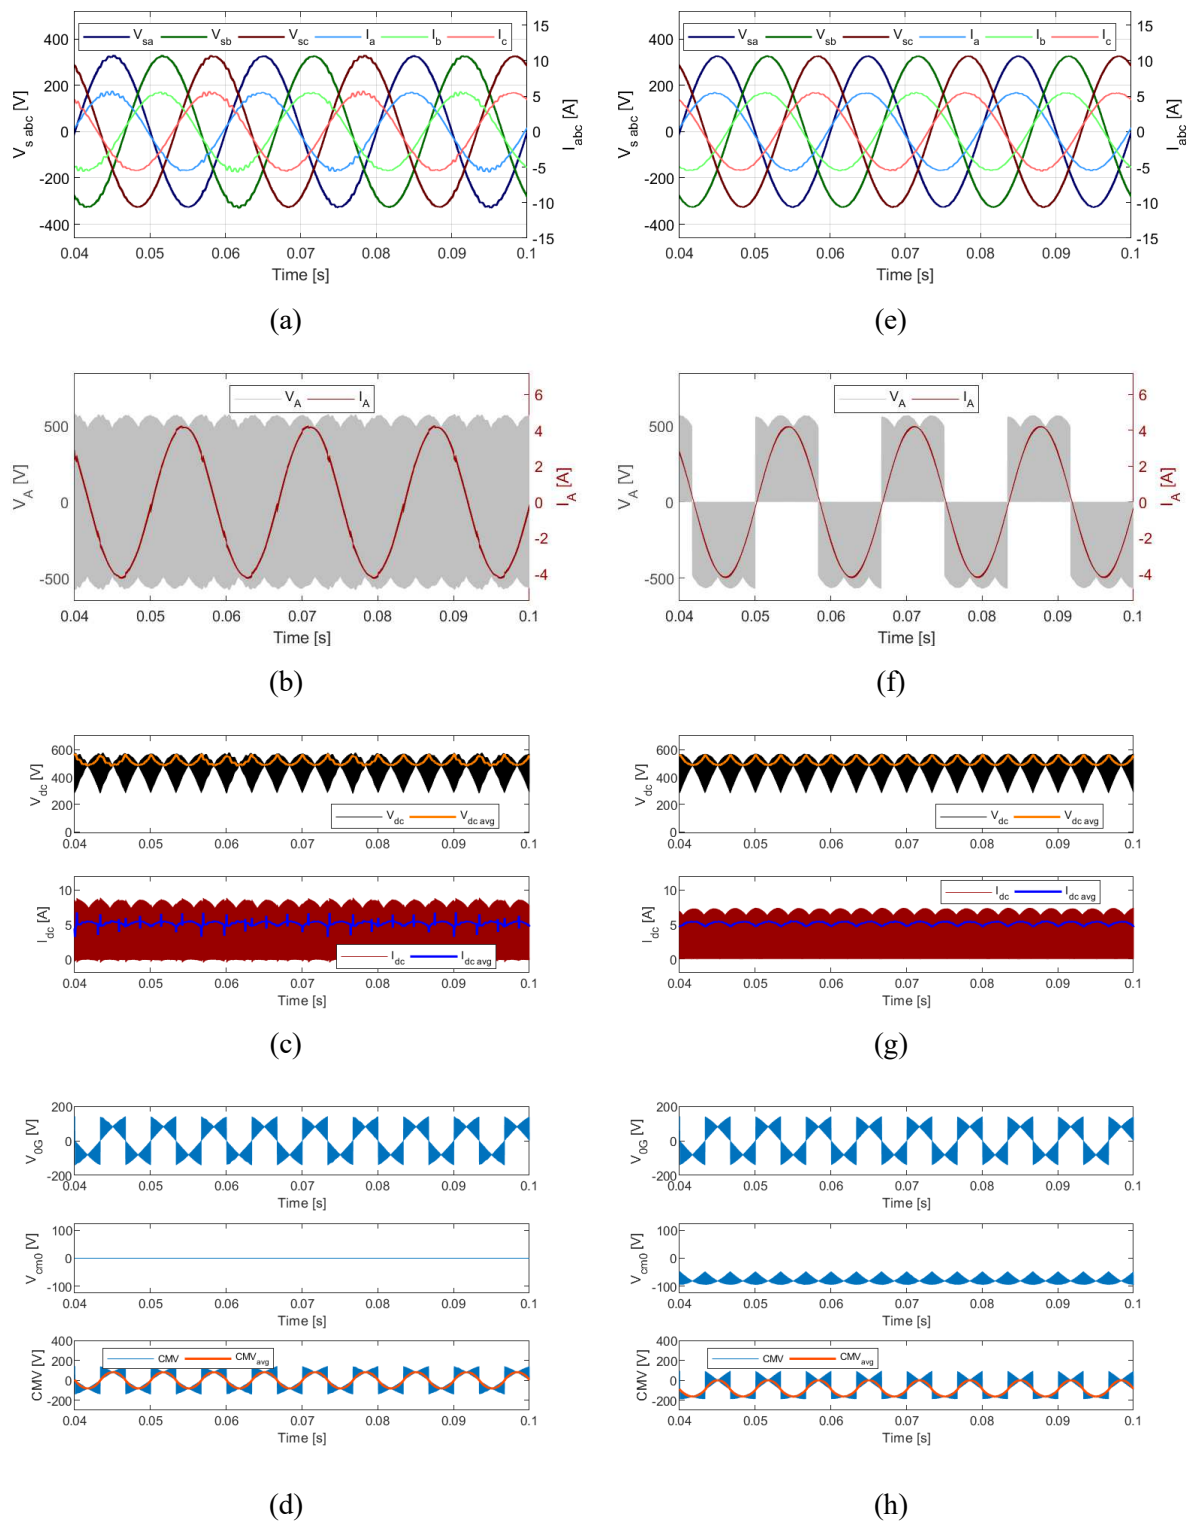 V_sa V_sb V_sc I_a I_b I_c
400
200
0
-200
-400
V_s abc [V]
15
10
5
0
-5
-10
-15
I_abc [A]
0.04 0.05 0.06 0.07 0.08 0.09 0.1
Time [s]
(a)
V_sa V_sb V_sc I_a I_b I_c
400
200
0
-200
-400
V_s abc [V]
15
10
5
0
-5
-10
-15
I_abc [A]
0.04 0.05 0.06 0.07 0.08 0.09 0.1
Time [s]
(e)
V_A I_A
500
0
-500
V_A [V]
6
4
2
0
-2
-4
I_A [A]
0.04 0.05 0.06 0.07 0.08 0.09 0.1
Time [s]
(b)
V_A I_A
500
0
-500
V_A [V]
6
4
2
0
-2
-4
I_A [A]
0.04 0.05 0.06 0.07 0.08 0.09 0.1
Time [s]
(f)
600
400
200
0
V_dc [V]
V_dc V_dc avg
0.04 0.05 0.06 0.07 0.08 0.09 0.1
Time [s]
10
5
0
I_dc [A]
I_dc I_dc avg
0.04 0.05 0.06 0.07 0.08 0.09 0.1
Time [s]
(c)
600
400
200
0
V_dc [V]
V_dc V_dc avg
0.04 0.05 0.06 0.07 0.08 0.09 0.1
Time [s]
10
5
0
I_dc [A]
I_dc I_dc avg
0.04 0.05 0.06 0.07 0.08 0.09 0.1
Time [s]
(g)
200
0
-200
V_0G [V]
0.04 0.05 0.06 0.07 0.08 0.09 0.1
Time [s]
100
0
-100
V_cm0 [V]
0.04 0.05 0.06 0.07 0.08 0.09 0.1
Time [s]
400
200
0
-200
CMV [V]
CMV CMV_avg
0.04 0.05 0.06 0.07 0.08 0.09 0.1
Time [s]
(d)
200
0
-200
V_0G [V]
0.04 0.05 0.06 0.07 0.08 0.09 0.1
Time [s]
100
0
-100
V_cm0 [V]
0.04 0.05 0.06 0.07 0.08 0.09 0.1
Time [s]
400
200
0
-200
CMV [V]
CMV CMV_avg
0.04 0.05 0.06 0.07 0.08 0.09 0.1
Time [s]
(h)